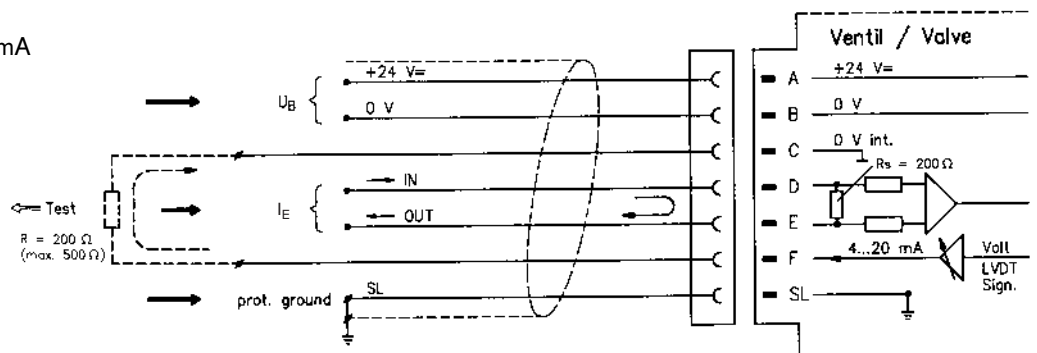 mA
Ventil / Valve
+24 V=
A +24 V=
U_B
0 V
B 0 V
C 0 V int.
Rs = 200 Ω
IN
D
Test
I_E
OUT
E
R = 200 Ω
(max. 500 Ω)
F 4...20 mA
Volt
LVDT
Sign.
prot. ground
SL
SL